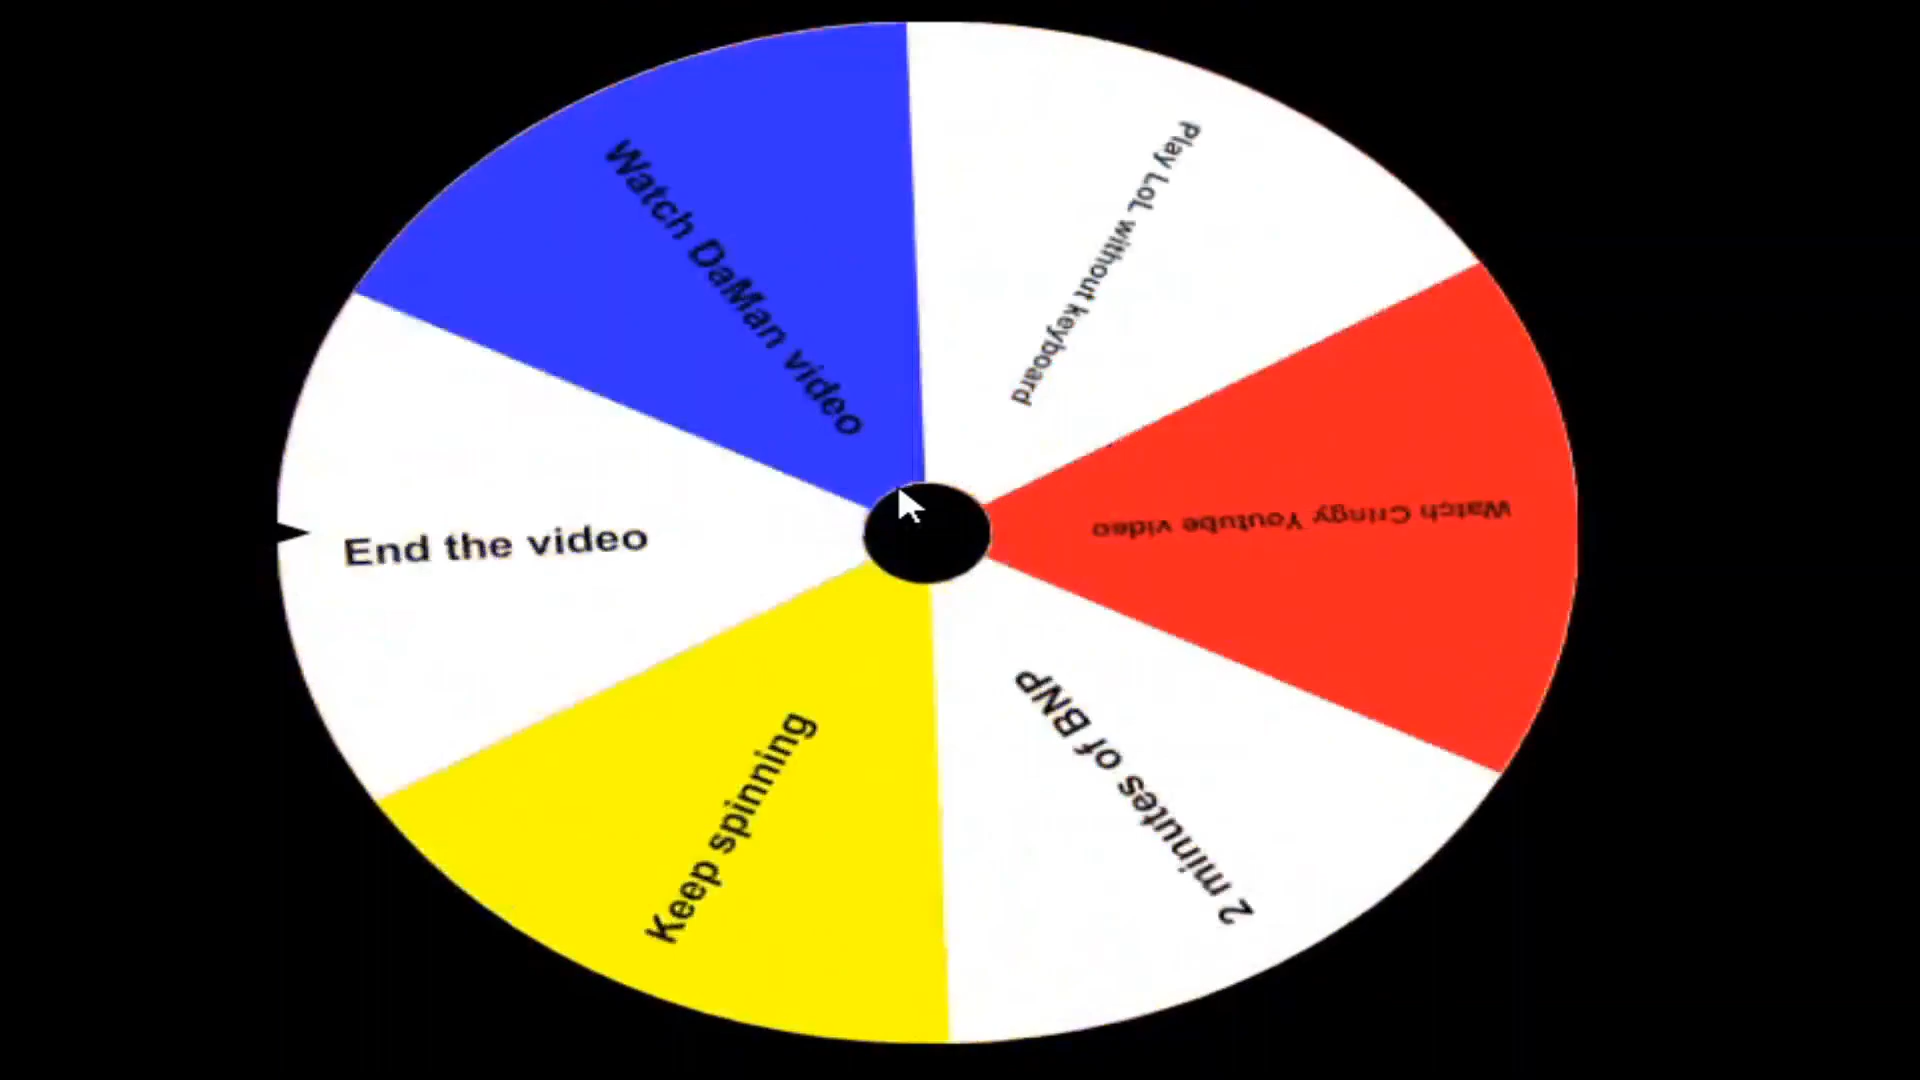 Watch DaMan video
Play LoL without keyboard
Watch Cringy Youtube video
2 minutes of BNP
Keep spinning
End the video